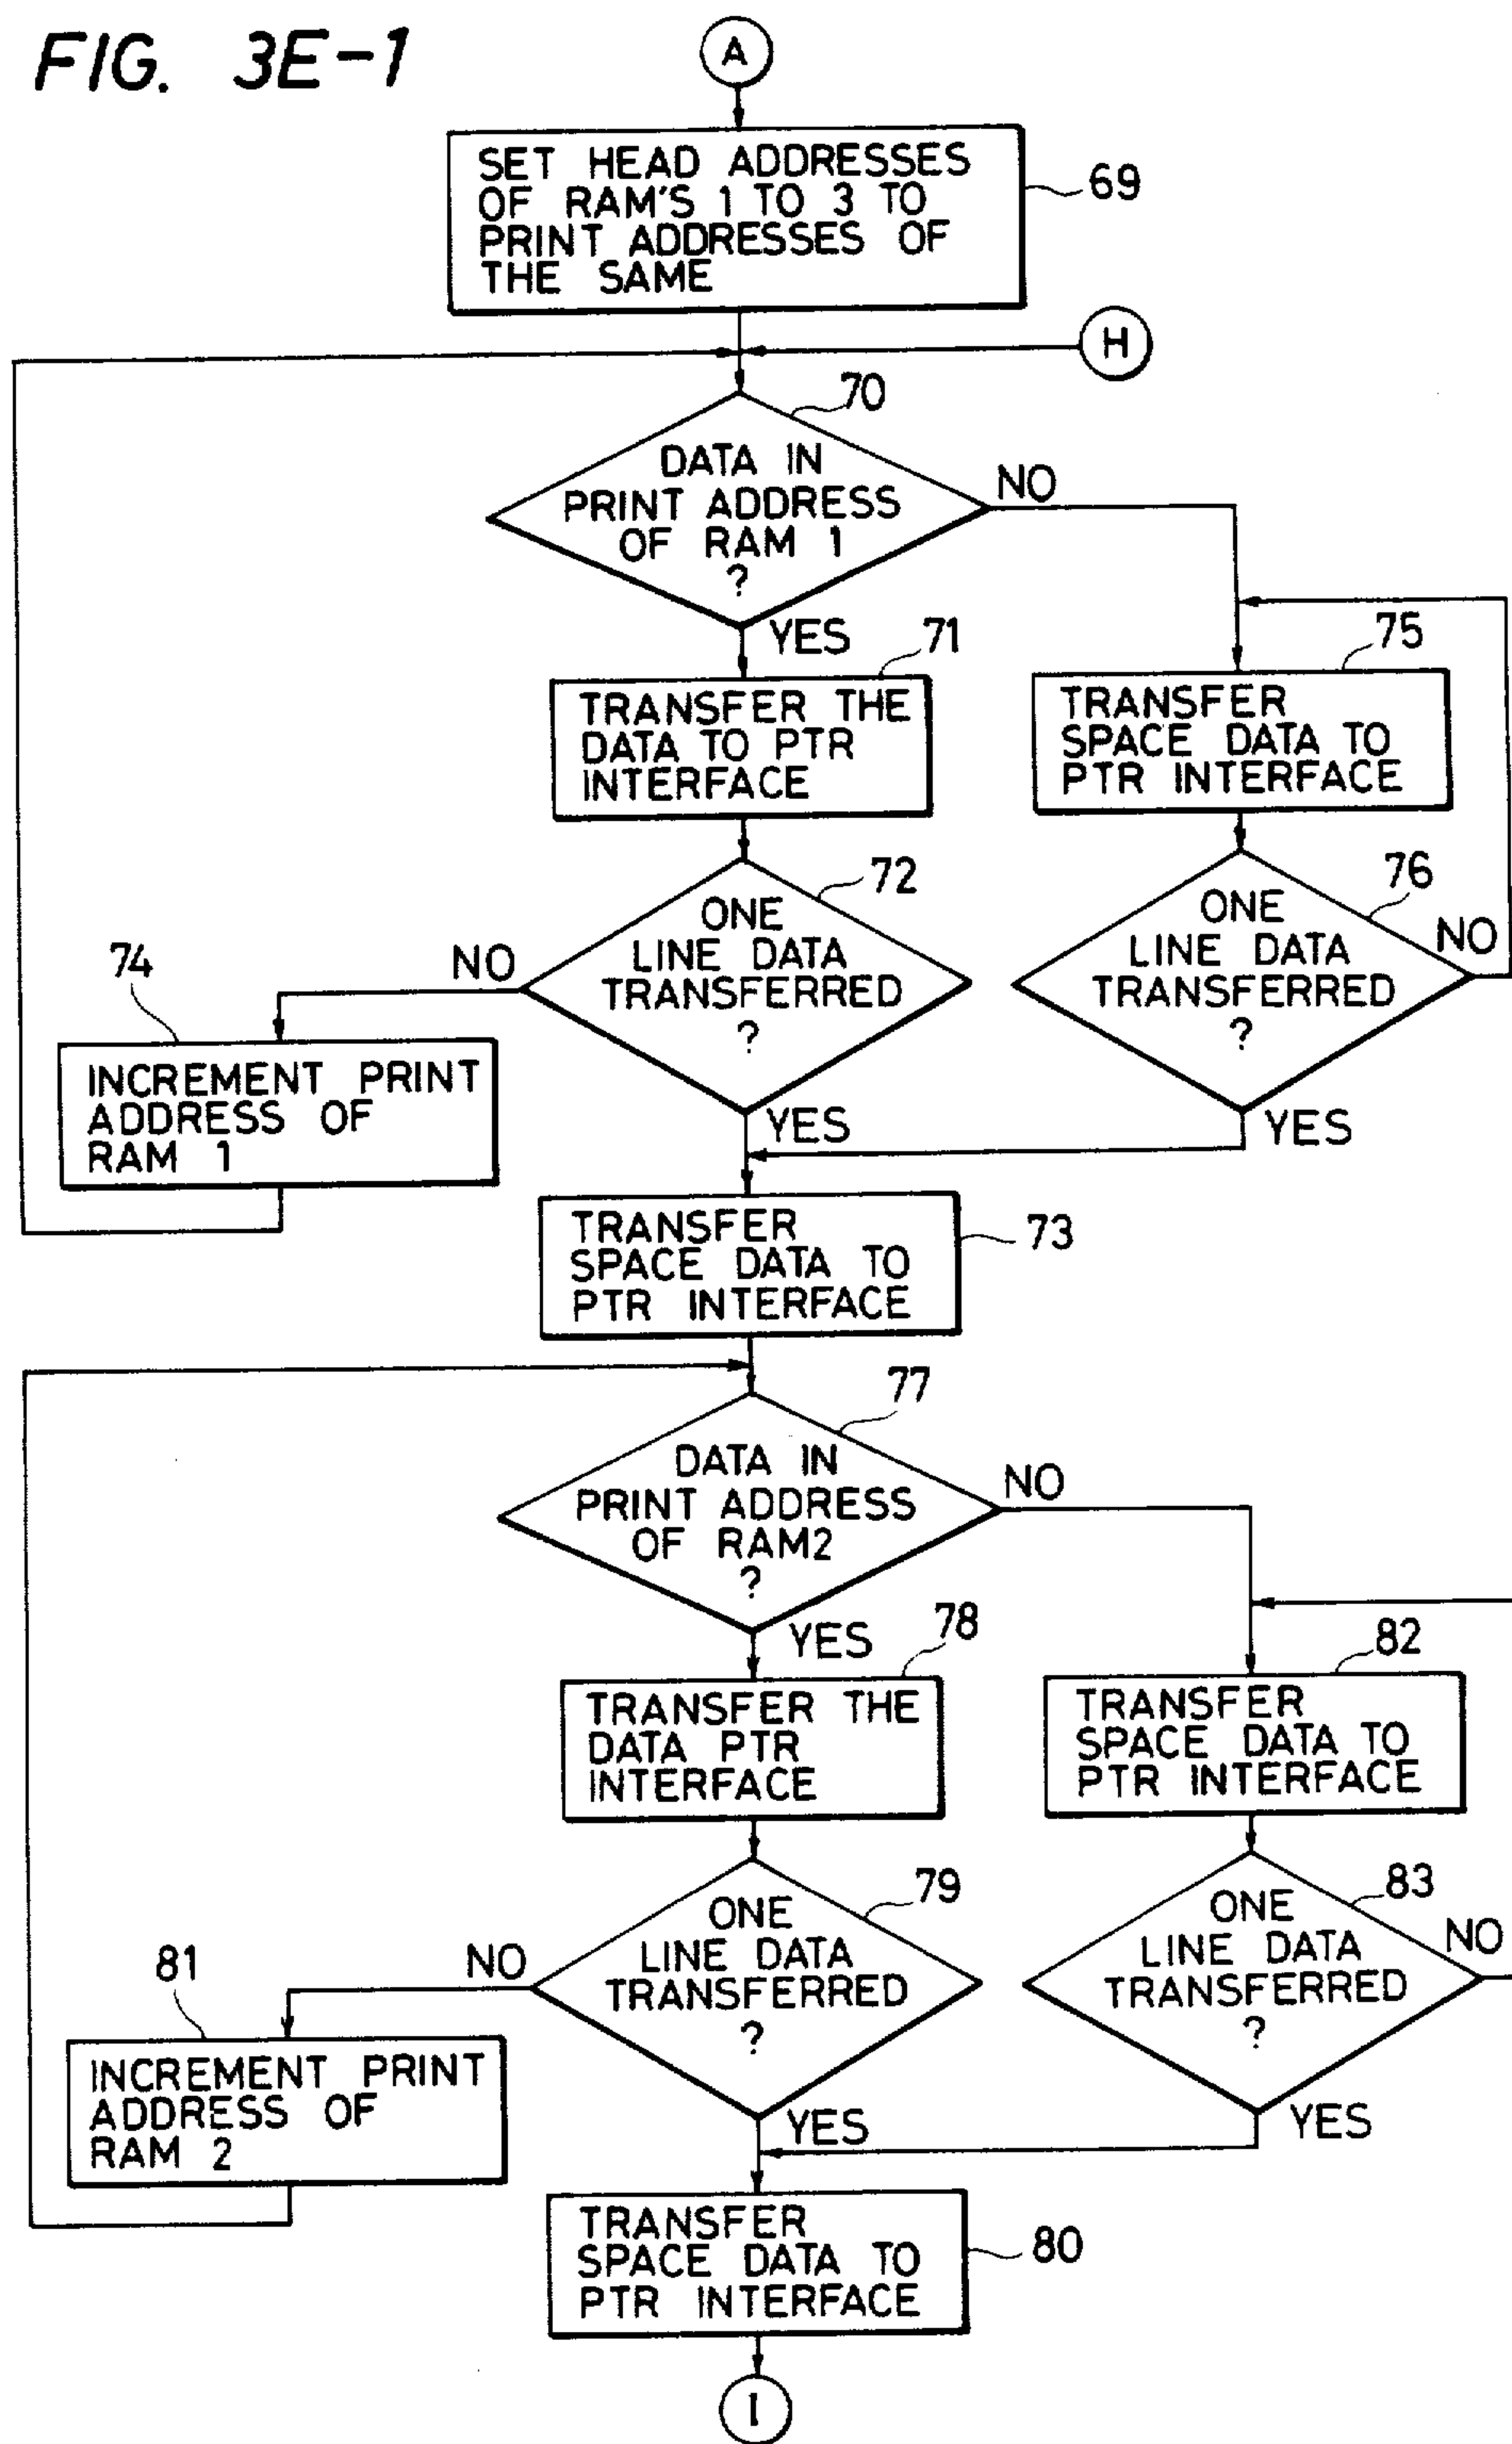 FIG. 3E-1
A
SET HEAD ADDRESSES
OF RAM'S 1 TO 3 TO
PRINT ADDRESSES OF
THE SAME
69
H
70
DATA IN
PRINT ADDRESS
OF RAM 1
?
NO
YES
71
TRANSFER THE
DATA TO PTR
INTERFACE
75
TRANSFER
SPACE DATA TO
PTR INTERFACE
72
ONE
LINE DATA
TRANSFERRED
?
NO
YES
76
ONE
LINE DATA
TRANSFERRED
?
NO
YES
74
INCREMENT PRINT
ADDRESS OF
RAM 1
TRANSFER
SPACE DATA TO
PTR INTERFACE
73
77
DATA IN
PRINT ADDRESS
OF RAM2
?
NO
YES
78
TRANSFER THE
DATA PTR
INTERFACE
82
TRANSFER
SPACE DATA TO
PTR INTERFACE
79
ONE
LINE DATA
TRANSFERRED
?
NO
YES
83
ONE
LINE DATA
TRANSFERRED
?
NO
YES
81
INCREMENT PRINT
ADDRESS OF
RAM 2
TRANSFER
SPACE DATA TO
PTR INTERFACE
80
I